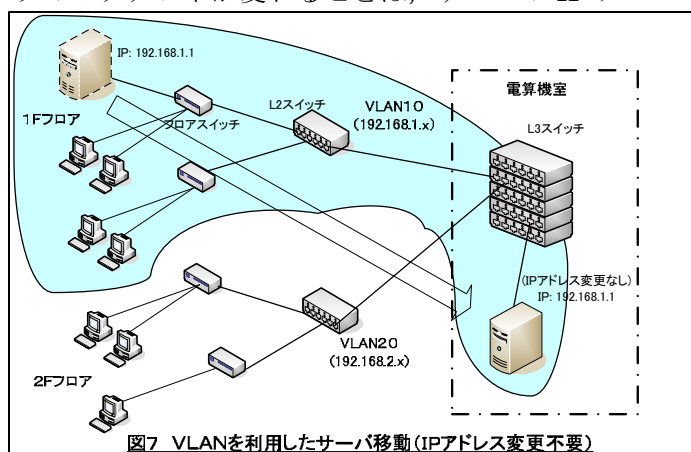 IP: 192.168.1.1
電算機室
L2スイッチ
VLAN10
(192.168.1.x)
L3スイッチ
1Fフロア
フロアスイッチ
(IPアドレス変更なし)
IP: 192.168.1.1
VLAN20
(192.168.2.x)
2Fフロア
図7 VLANを利用したサーバ移動(IPアドレス変更不要)